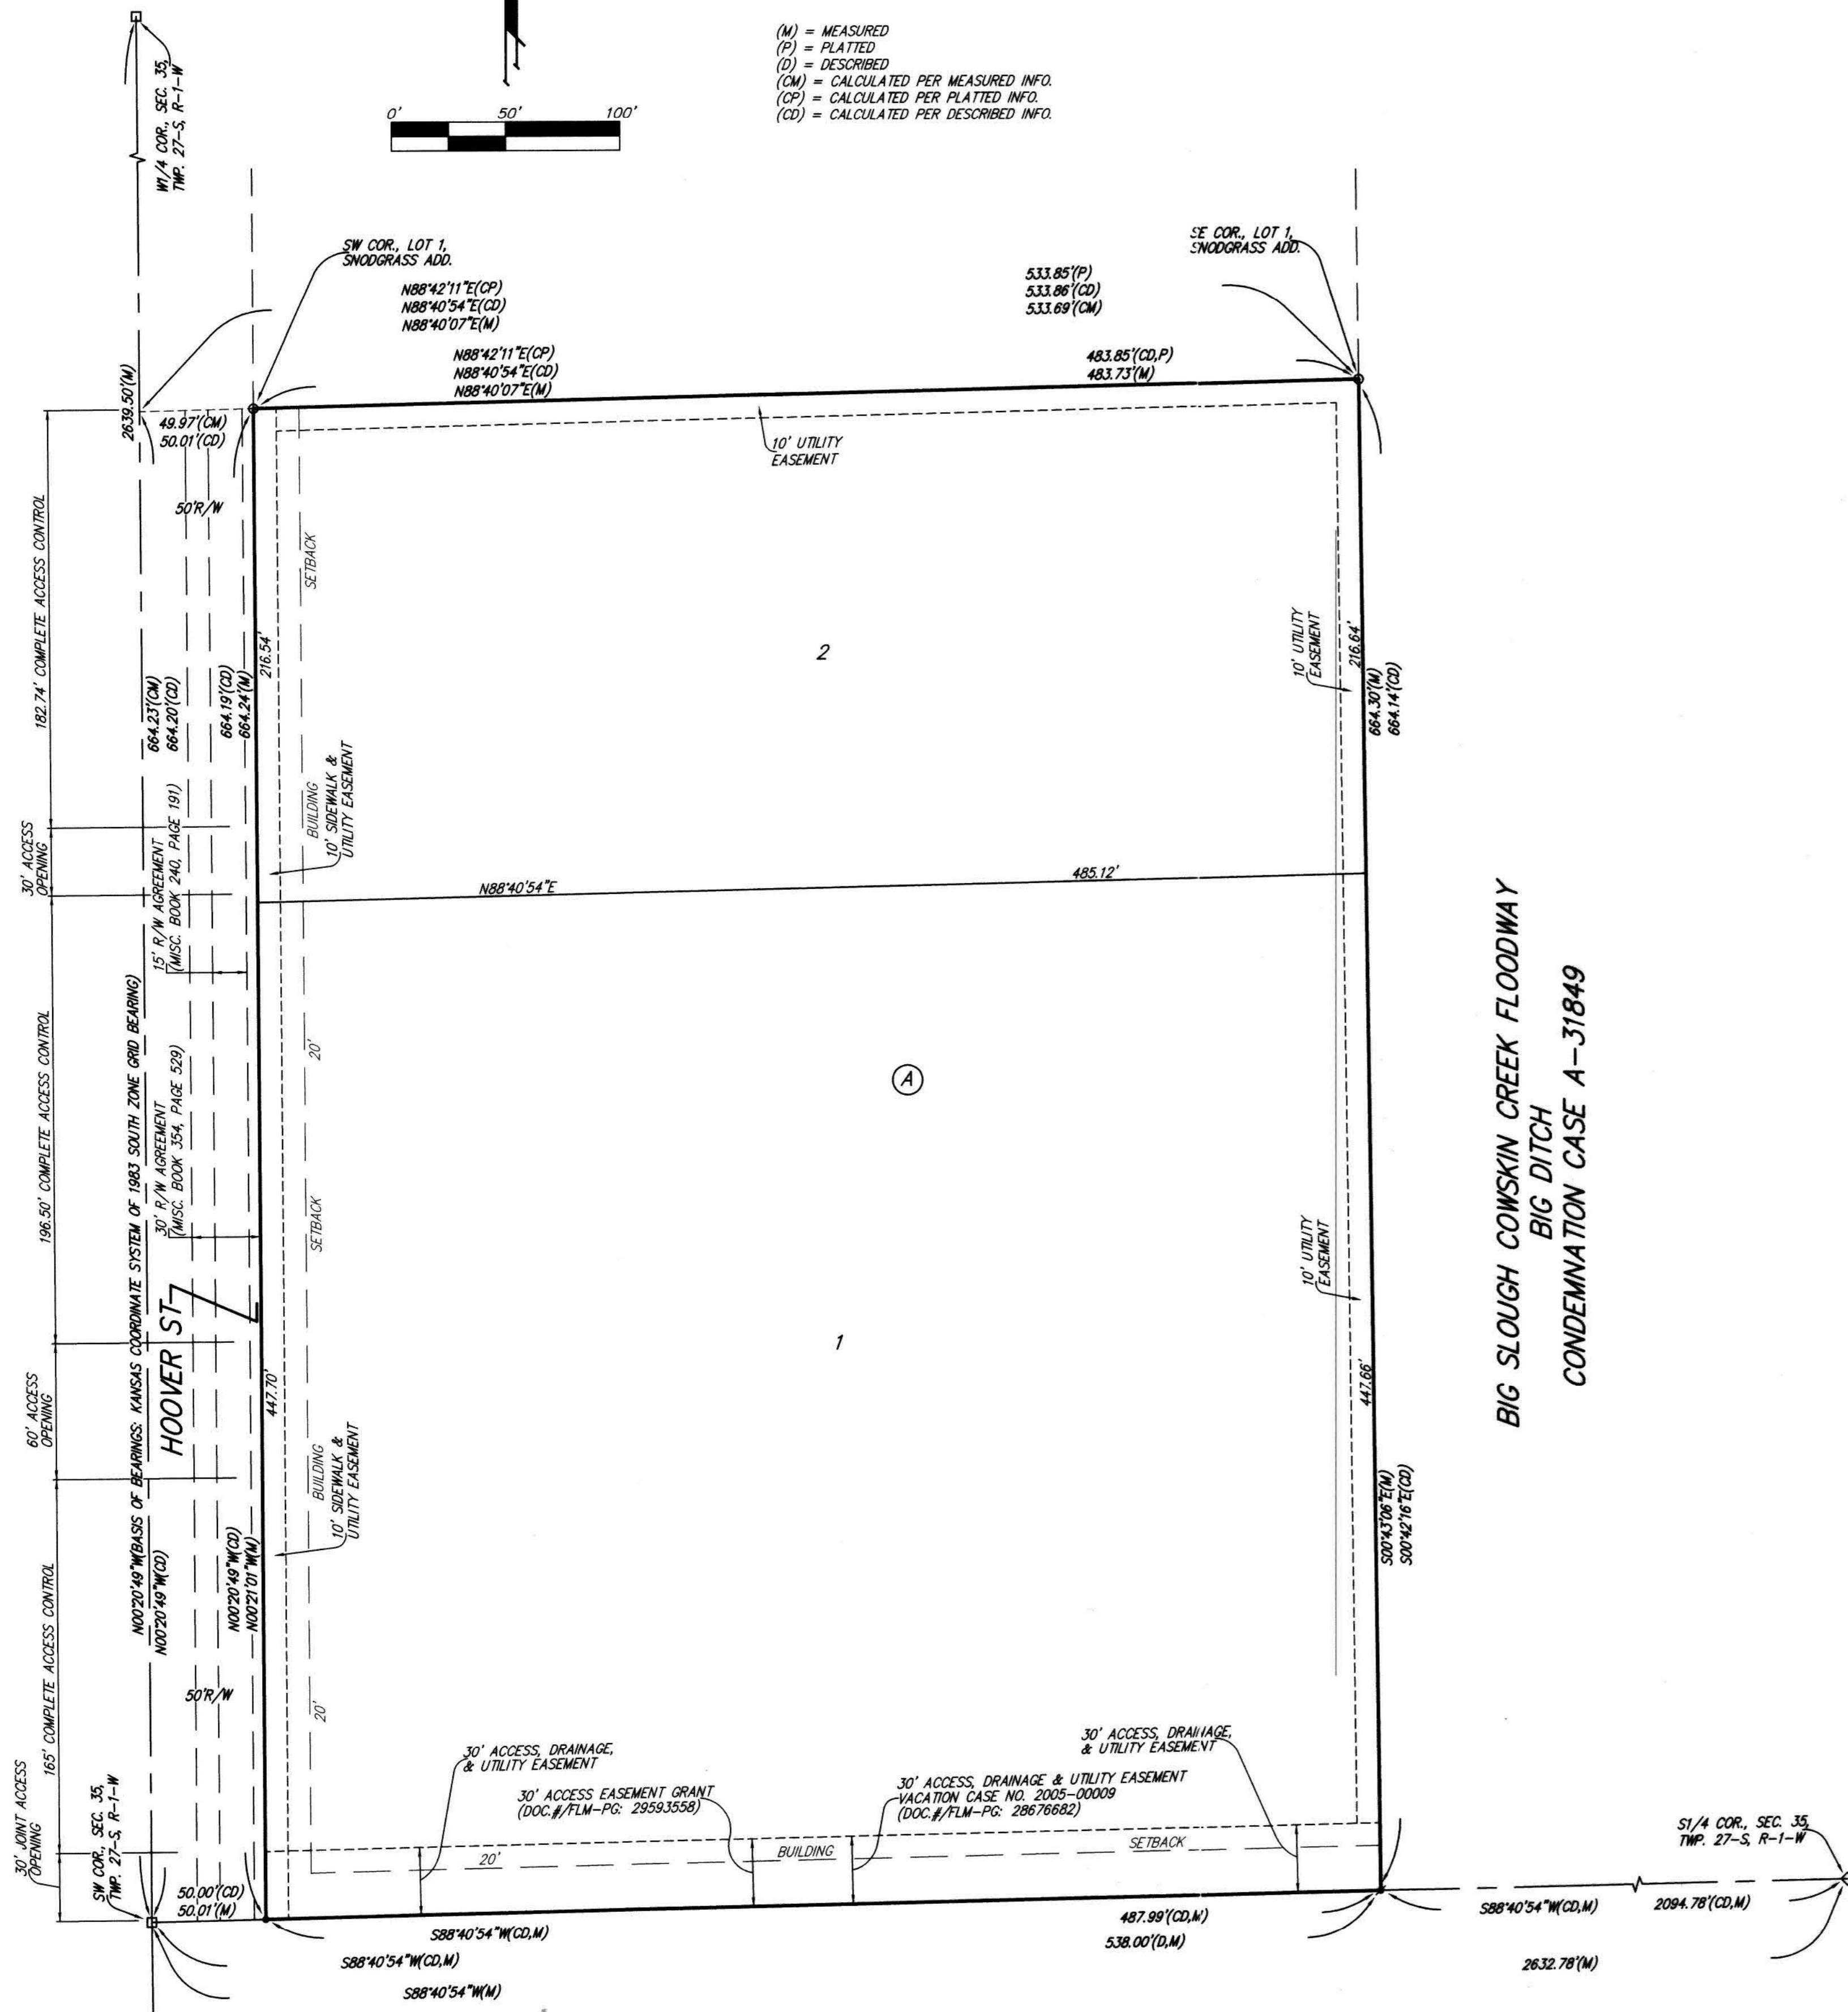 (M) = MEASURED
(P) = PLATTED
(D) = DESCRIBED
(CM) = CALCULATED PER MEASURED INFO.
(CP) = CALCULATED PER PLATTED INFO.
(CD) = CALCULATED PER DESCRIBED INFO.
0' 50' 100'
W1/4 COR., SEC. 35,
TWP. 27-S, R-1-W
SW COR., LOT 1,
SNODGRASS ADD.
SE COR., LOT 1,
SNODGRASS ADD.
N88°42'11"E(CP)
N88°40'54"E(CD)
N88°40'07"E(M)
533.85'(P)
533.86'(CD)
533.69'(CM)
N88°42'11"E(CP)
N88°40'54"E(CD)
N88°40'07"E(M)
483.85'(CD,P)
483.73'(M)
2639.50'(M)
49.97'(CM)
50.01'(CD)
10' UTILITY
EASEMENT
50'R/W
SETBACK
182.74' COMPLETE ACCESS CONTROL
664.23'(CM)
664.20'(CD)
664.19'(CD)
664.24'(M)
216.54'
2
10' UTILITY
EASEMENT
216.64'
664.30'(M)
664.14'(CD)
BUILDING
10' SIDEWALK &
UTILITY EASEMENT
30' ACCESS
OPENING
15' R/W AGREEMENT
(MISC. BOOK 240, PAGE 191)
N88°40'54"E
485.12'
196.50' COMPLETE ACCESS CONTROL
N00°20'49"W(BASIS OF BEARINGS: KANSAS COORDINATE SYSTEM OF 1983 SOUTH ZONE GRID BEARING)
30' R/W AGREEMENT
(MISC. BOOK 354, PAGE 529)
20'
SETBACK
A
BIG SLOUGH COWSKIN CREEK FLOODWAY
BIG DITCH
CONDEMNATION CASE A-31849
10' UTILITY
EASEMENT
HOOVER ST
1
60' ACCESS
OPENING
447.70'
447.66'
BUILDING
10' SIDEWALK &
UTILITY EASEMENT
165' COMPLETE ACCESS CONTROL
N00°20'49"W(CD)
N00°20'49"W(CD)
N00°21'01"W(M)
S00°43'06"E(M)
S00°42'16"E(CD)
50'R/W
20'
30' JOINT ACCESS
OPENING
SW COR., SEC. 35,
TWP. 27-S, R-1-W
30' ACCESS, DRAINAGE,
& UTILITY EASEMENT
30' ACCESS EASEMENT GRANT
(DOC.#/FLM-PG: 29593558)
30' ACCESS, DRAINAGE & UTILITY EASEMENT
VACATION CASE NO. 2005-00009
(DOC.#/FLM-PG: 28676682)
30' ACCESS, DRAINAGE,
& UTILITY EASEMENT
20'
BUILDING
SETBACK
S1/4 COR., SEC. 35,
TWP. 27-S, R-1-W
50.00'(CD)
50.01'(M)
S88°40'54"W(CD,M)
487.99'(CD,M)
S88°40'54"W(CD,M)
2094.78'(CD,M)
S88°40'54"W(CD,M)
538.00'(D,M)
S88°40'54"W(M)
2632.78'(M)